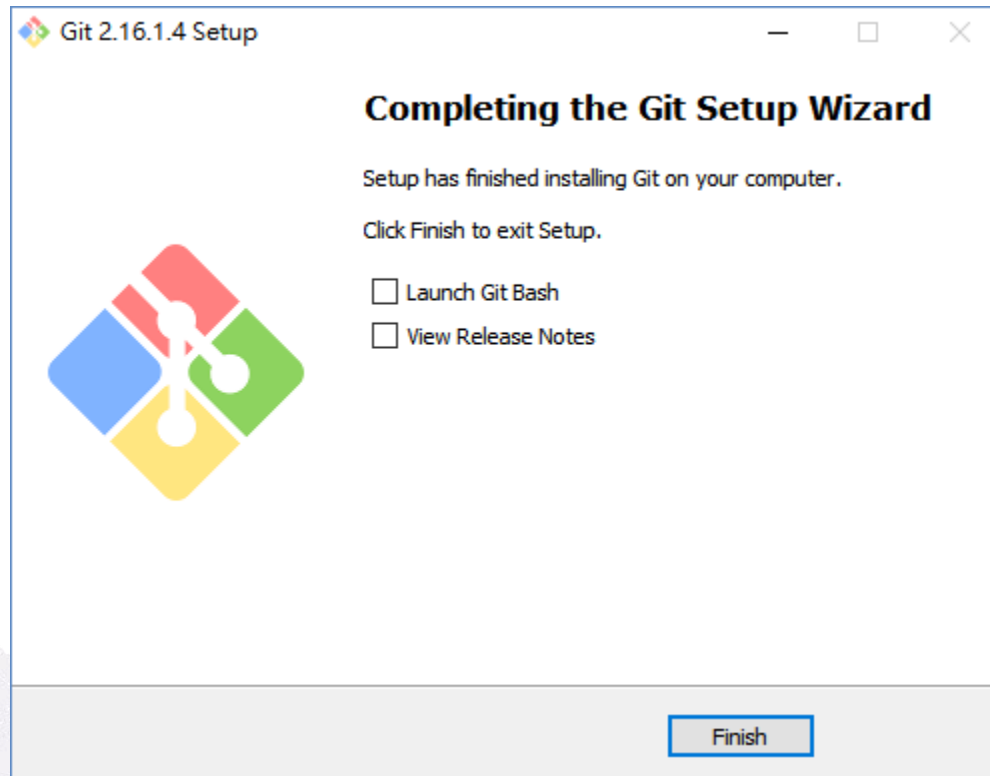 Git 2.16.1.4 Setup
Completing the Git Setup Wizard
Setup has finished installing Git on your computer.
Click Finish to exit Setup.
Launch Git Bash
View Release Notes
Finish